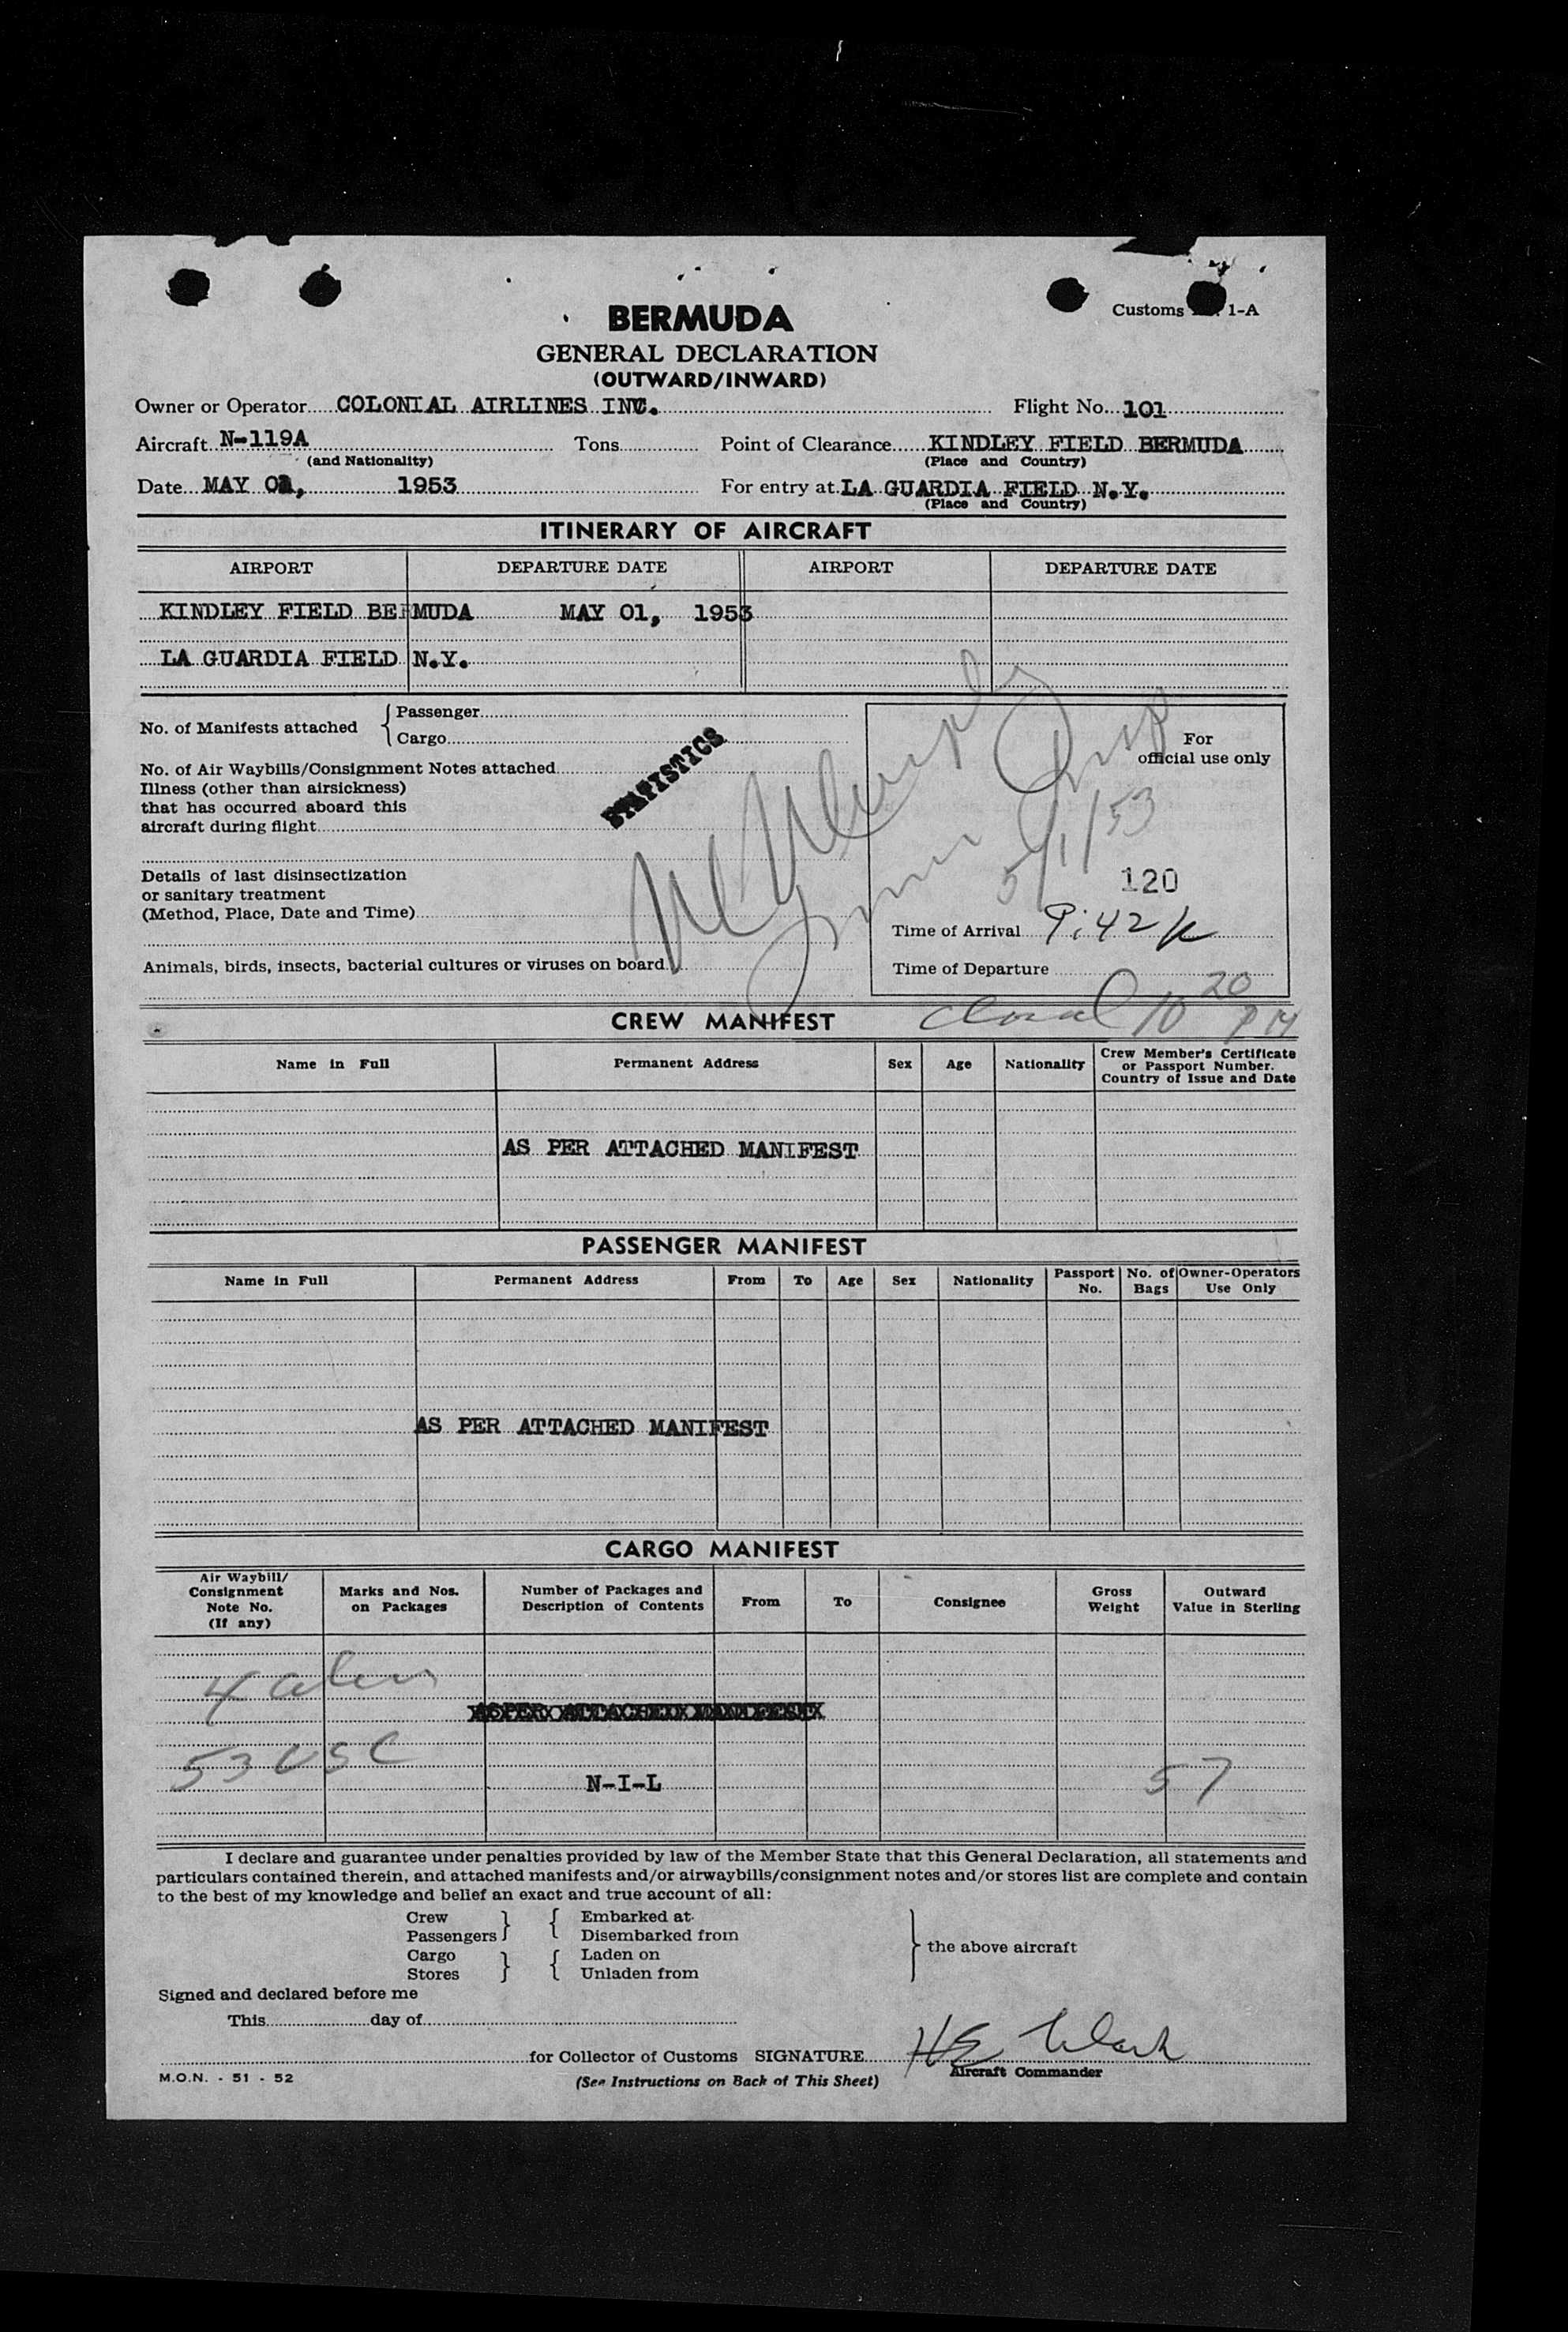 Customs 1-A
BERMUDA
GENERAL DECLARATION
(OUTWARD/INWARD)
Owner or Operator COLONIAL AIRLINES INC. Flight No. 101
Aircraft N-119A Tons Point of Clearance KINDLEY FIELD BERMUDA
(and Nationality) (Place and Country)
Date MAY 01, 1953 For entry at LA GUARDIA FIELD N.Y.
(Place and Country)
ITINERARY OF AIRCRAFT
AIRPORT DEPARTURE DATE AIRPORT DEPARTURE DATE
KINDLEY FIELD BERMUDA MAY 01, 1953
LA GUARDIA FIELD N.Y.
No. of Manifests attached { Passenger
Cargo
For
official use only
STATISTICS
No. of Air Waybills/Consignment Notes attached
Illness (other than airsickness)
that has occurred aboard this
aircraft during flight
5/1/53
Details of last disinsectization
or sanitary treatment
(Method, Place, Date and Time)
120
Time of Arrival 9:42
Animals, birds, insects, bacterial cultures or viruses on board
Time of Departure
10 20 PM
CREW MANIFEST
Name in Full Permanent Address Sex Age Nationality Crew Member's Certificate
or Passport Number.
Country of Issue and Date
AS PER ATTACHED MANIFEST
PASSENGER MANIFEST
Name in Full Permanent Address From To Age Sex Nationality Passport No. No. of Bags Owner-Operators Use Only
AS PER ATTACHED MANIFEST
CARGO MANIFEST
Air Waybill/ Consignment Note No. (If any) Marks and Nos. on Packages Number of Packages and Description of Contents From To Consignee Gross Weight Outward Value in Sterling
4 alien
AS PER ATTACHED MANIFEST
53 USC
N-I-L 57
I declare and guarantee under penalties provided by law of the Member State that this General Declaration, all statements and
particulars contained therein, and attached manifests and/or airwaybills/consignment notes and/or stores list are complete and contain
to the best of my knowledge and belief an exact and true account of all:
Crew Embarked at
Passengers } { Disembarked from
Cargo Laden on } the above aircraft
Stores } { Unladen from
Signed and declared before me
This day of
for Collector of Customs SIGNATURE HE Clark
Aircraft Commander
M.O.N. - 51 - 52
(See Instructions on Back of This Sheet)